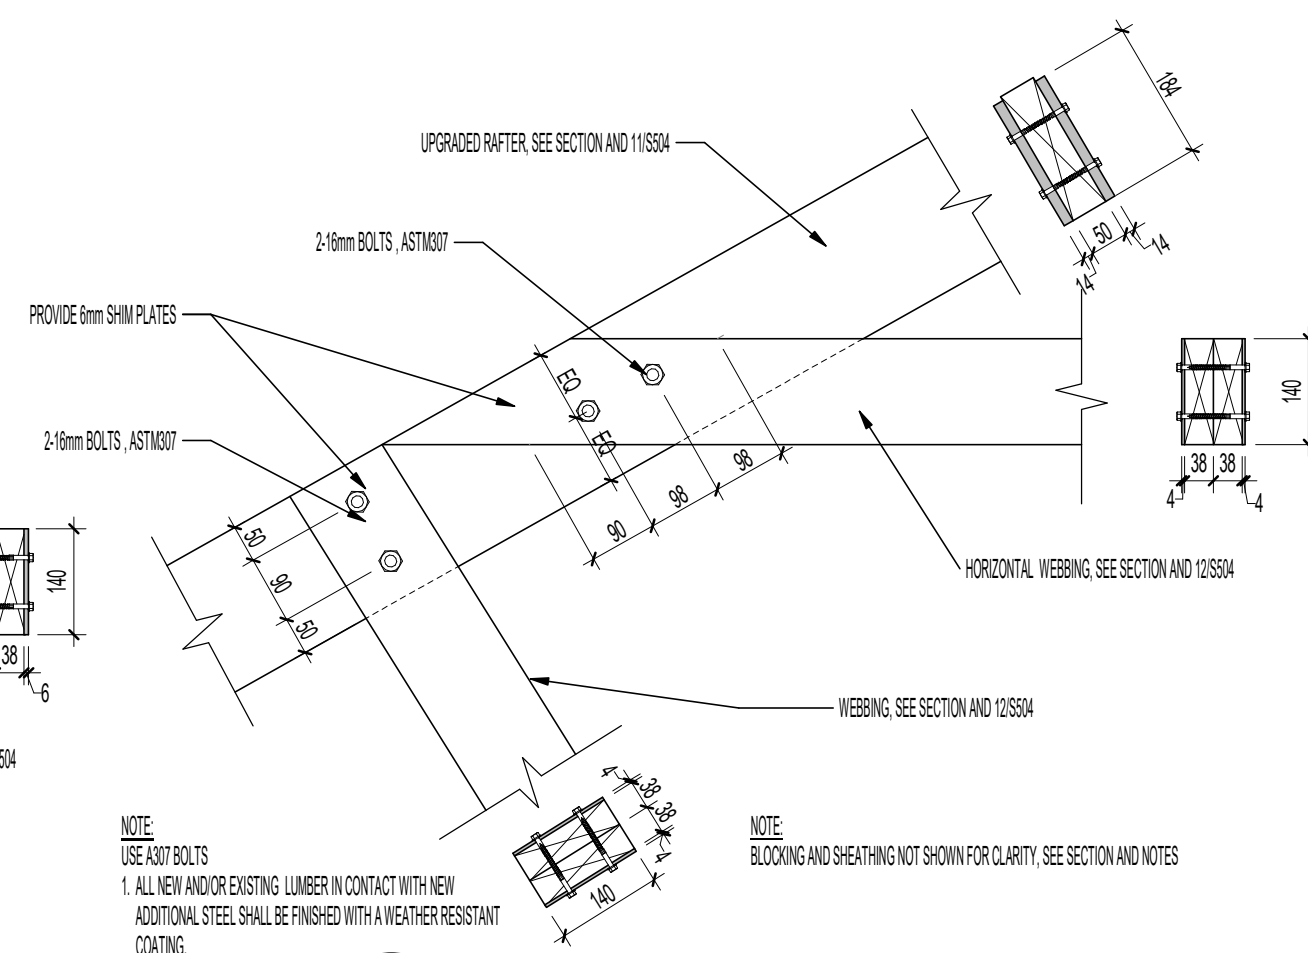 184
UPGRADED RAFTER, SEE SECTION AND 11/S504
2-16mm BOLTS , ASTM307
50
14
14
PROVIDE 6mm SHIM PLATES
EQ
EQ
140
2-16mm BOLTS , ASTM307
98
98
90
38 38
4
4
50
90
50
140
38
6
HORIZONTAL WEBBING, SEE SECTION AND 12/S504
WEBBING, SEE SECTION AND 12/S504
504
4
38
38
4
140
NOTE:
USE A307 BOLTS
1. ALL NEW AND/OR EXISTING LUMBER IN CONTACT WITH NEW
ADDITIONAL STEEL SHALL BE FINISHED WITH A WEATHER RESISTANT
COATING.
NOTE:
BLOCKING AND SHEATHING NOT SHOWN FOR CLARITY, SEE SECTION AND NOTES